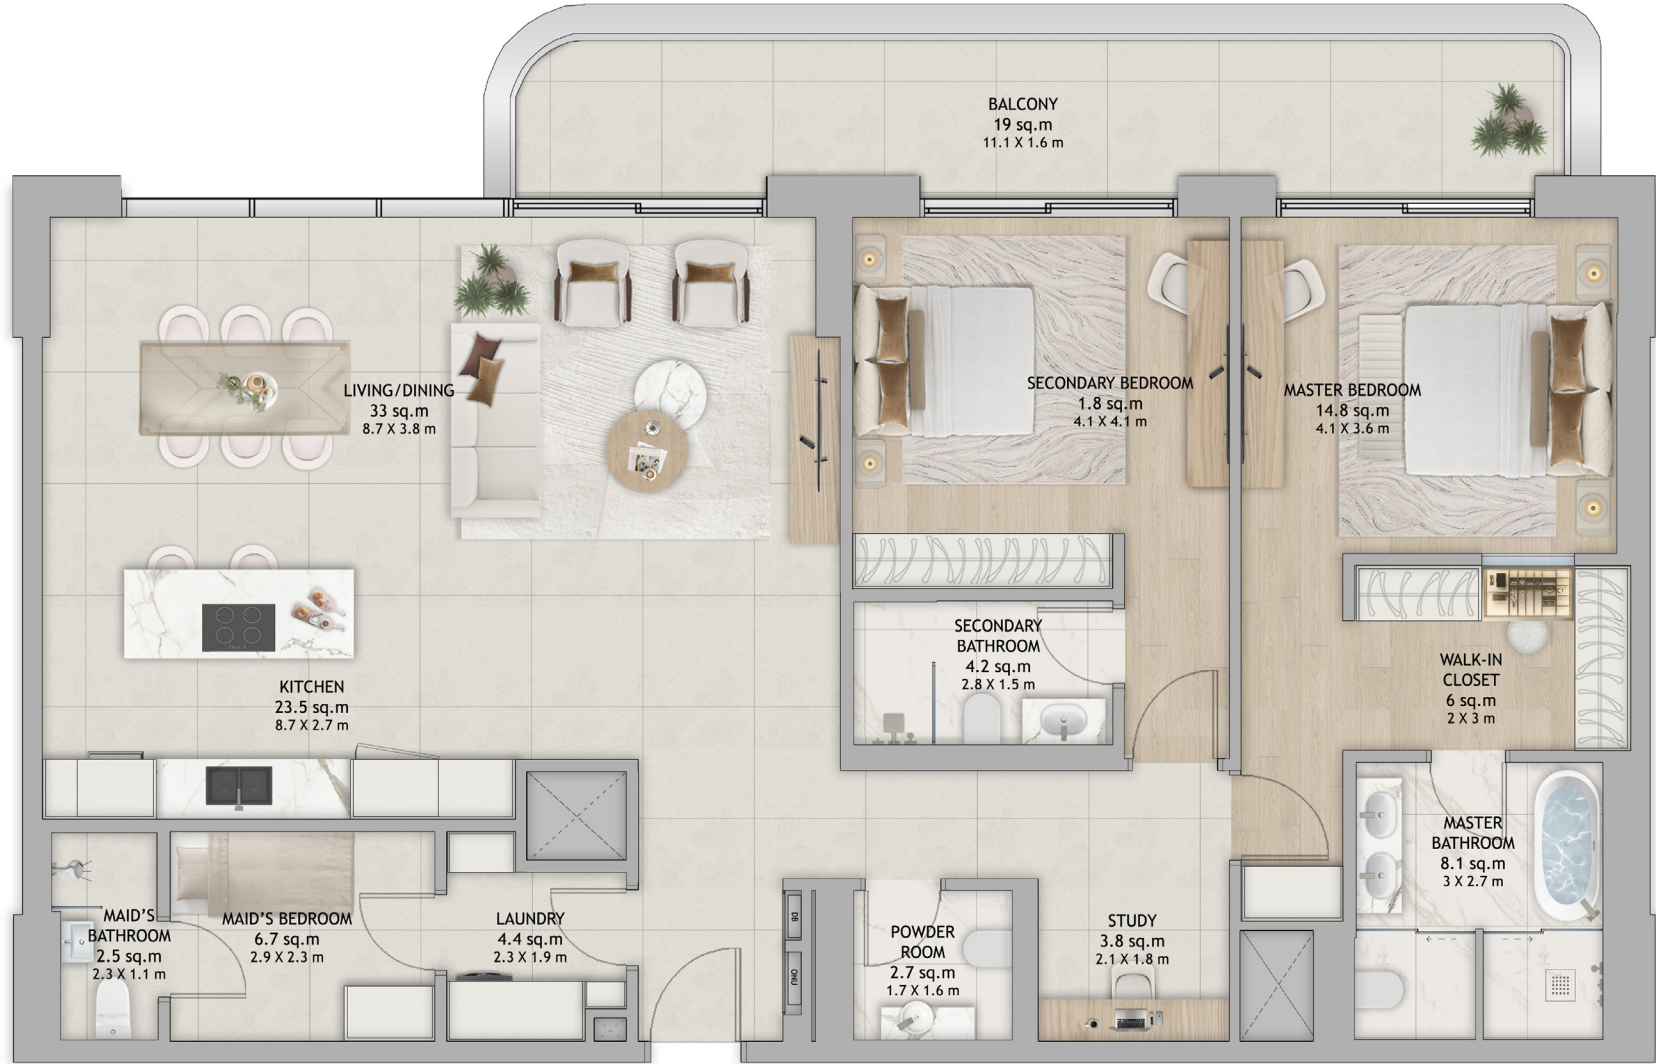 BALCONY
19 sq.m
11.1 X 1.6 m
LIVING/DINING
33 sq.m
8.7 X 3.8 m
SECONDARY BEDROOM
1.8 sq.m
4.1 X 4.1 m
MASTER BEDROOM
14.8 sq.m
4.1 X 3.6 m
SECONDARY
BATHROOM
4.2 sq.m
2.8 X 1.5 m
WALK-IN
CLOSET
6 sq.m
2 X 3 m
KITCHEN
23.5 sq.m
8.7 X 2.7 m
MASTER
BATHROOM
8.1 sq.m
3 X 2.7 m
MAID'S
BATHROOM
2.5 sq.m
2.3 X 1.1 m
MAID'S BEDROOM
6.7 sq.m
2.9 X 2.3 m
LAUNDRY
4.4 sq.m
2.3 X 1.9 m
DB
ONU
POWDER
ROOM
2.7 sq.m
1.7 X 1.6 m
STUDY
3.8 sq.m
2.1 X 1.8 m